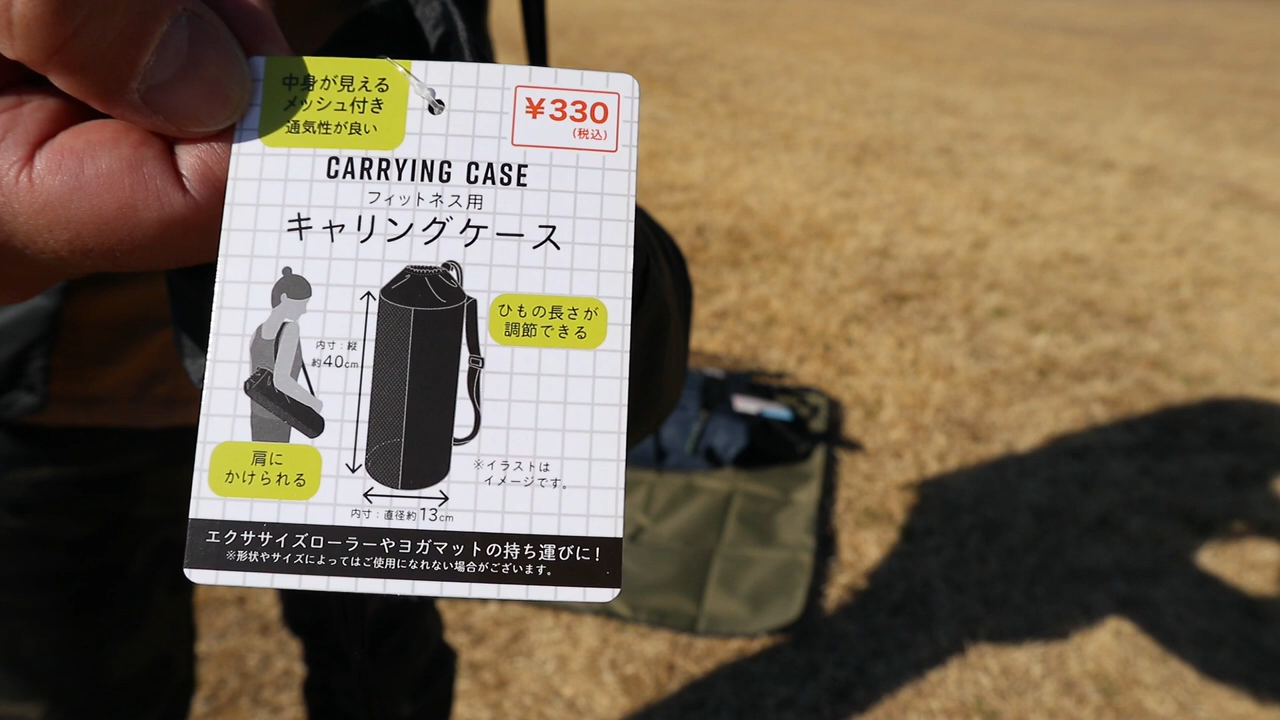 中身が見える
メッシュ付き
通気性が良い
¥330
(税込)
CARRYING CASE
フィットネス用
キャリングケース
ひもの長さが
調節できる
内寸:縦
約40cm
肩に
かけられる
※イラストは
イメージです。
内寸:直径約13cm
エクササイズローラーやヨガマットの持ち運びに!
※形状やサイズによってはご使用になれない場合がございます。